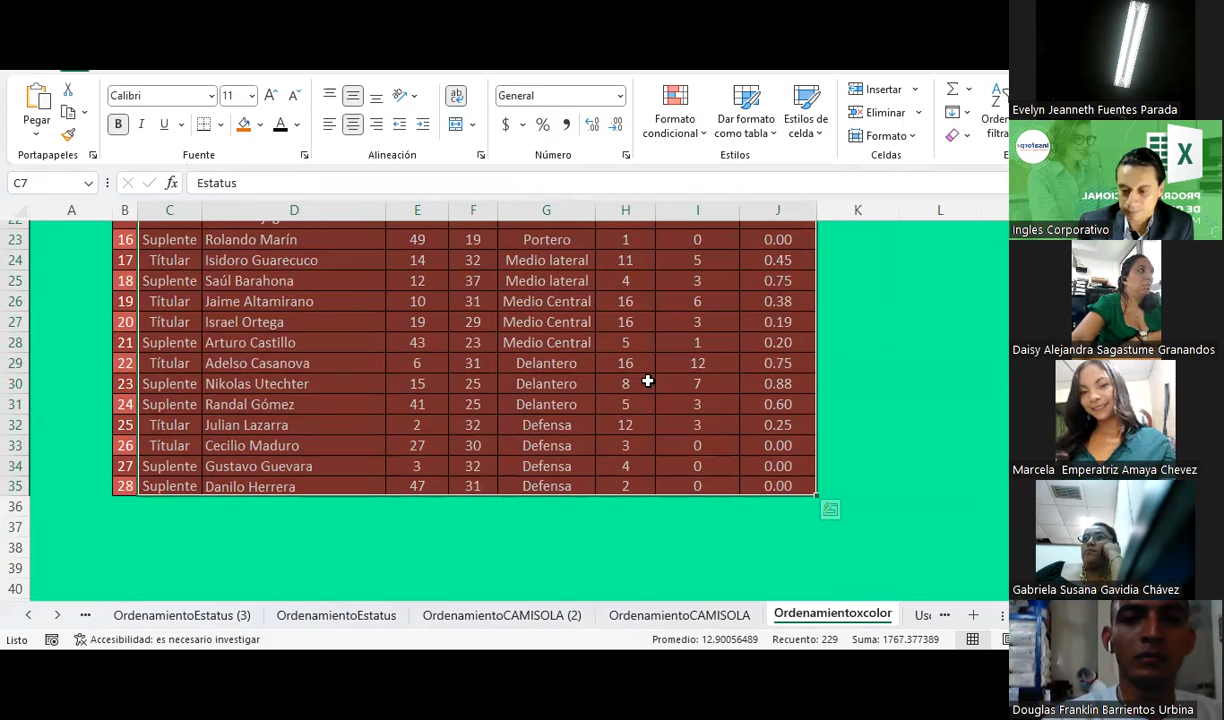 Pegar
Portapapeles
Calibri 11
Fuente
Alineación
General
Número
Formato condicional
Dar formato como tabla
Estilos de celda
Estilos
Insertar
Eliminar
Formato
Celdas
C7 fx Estatus
A B C D E F G H I J K L
23 16 Suplente Rolando Marín 49 19 Portero 1 0 0.00
24 17 Títular Isidoro Guarecuco 14 32 Medio lateral 11 5 0.45
25 18 Suplente Saúl Barahona 12 37 Medio lateral 4 3 0.75
26 19 Títular Jaime Altamirano 10 31 Medio Central 16 6 0.38
27 20 Títular Israel Ortega 19 29 Medio Central 16 3 0.19
28 21 Suplente Arturo Castillo 43 23 Medio Central 5 1 0.20
29 22 Títular Adelso Casanova 6 31 Delantero 16 12 0.75
30 23 Suplente Nikolas Utechter 15 25 Delantero 8 7 0.88
31 24 Suplente Randal Gómez 41 25 Delantero 5 3 0.60
32 25 Títular Julian Lazarra 2 32 Defensa 12 3 0.25
33 26 Títular Cecilio Maduro 27 30 Defensa 3 0 0.00
34 27 Suplente Gustavo Guevara 3 32 Defensa 4 0 0.00
35 28 Suplente Danilo Herrera 47 31 Defensa 2 0 0.00
36
37
38
39
40
OrdenamientoEstatus (3) OrdenamientoEstatus OrdenamientoCAMISOLA (2) OrdenamientoCAMISOLA Ordenamientoxcolor
Listo Accesibilidad: es necesario investigar Promedio: 12.90056489 Recuento: 229 Suma: 1767.377389
Evelyn Jeanneth Fuentes Parada
Ingles Corporativo
Daisy Alejandra Sagastume Granandos
Marcela Emperatriz Amaya Chevez
Gabriela Susana Gavidia Chávez
Douglas Franklin Barrientos Urbina